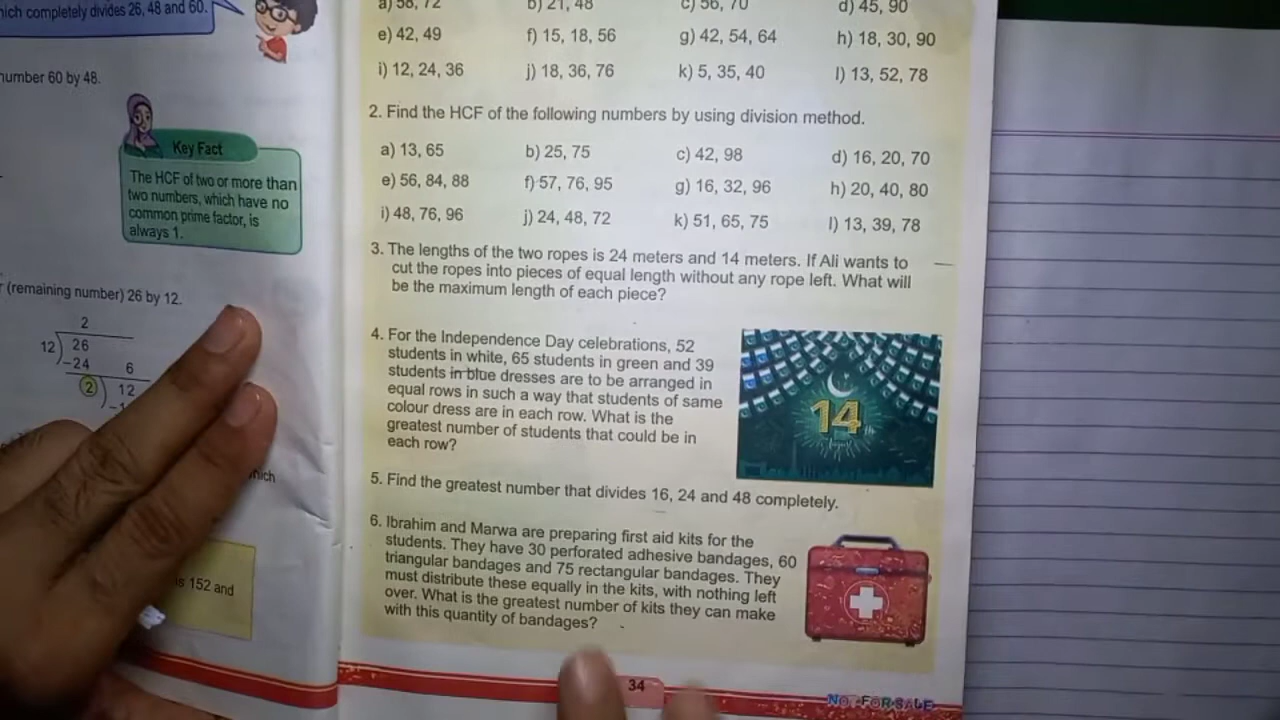 hich completely divides 26, 48 and 60.
number 60 by 48.
Key Fact
The HCF of two or more than
two numbers, which have no
common prime factor, is
always 1.
(remaining number) 26 by 12.
2
12 26
-24 6
2 12
hich
is 152 and
a) 58, 72 b) 21, 48 c) 56, 70 d) 45, 90
e) 42, 49 f) 15, 18, 56 g) 42, 54, 64 h) 18, 30, 90
i) 12, 24, 36 j) 18, 36, 76 k) 5, 35, 40 l) 13, 52, 78
2. Find the HCF of the following numbers by using division method.
a) 13, 65 b) 25, 75 c) 42, 98 d) 16, 20, 70
e) 56, 84, 88 f) 57, 76, 95 g) 16, 32, 96 h) 20, 40, 80
i) 48, 76, 96 j) 24, 48, 72 k) 51, 65, 75 l) 13, 39, 78
3. The lengths of the two ropes is 24 meters and 14 meters. If Ali wants to
cut the ropes into pieces of equal length without any rope left. What will
be the maximum length of each piece?
4. For the Independence Day celebrations, 52
students in white, 65 students in green and 39
students in blue dresses are to be arranged in
equal rows in such a way that students of same
colour dress are in each row. What is the
greatest number of students that could be in
each row?
14th
August
5. Find the greatest number that divides 16, 24 and 48 completely.
6. Ibrahim and Marwa are preparing first aid kits for the
students. They have 30 perforated adhesive bandages, 60
triangular bandages and 75 rectangular bandages. They
must distribute these equally in the kits, with nothing left
over. What is the greatest number of kits they can make
with this quantity of bandages?
34
NOT FOR SALE